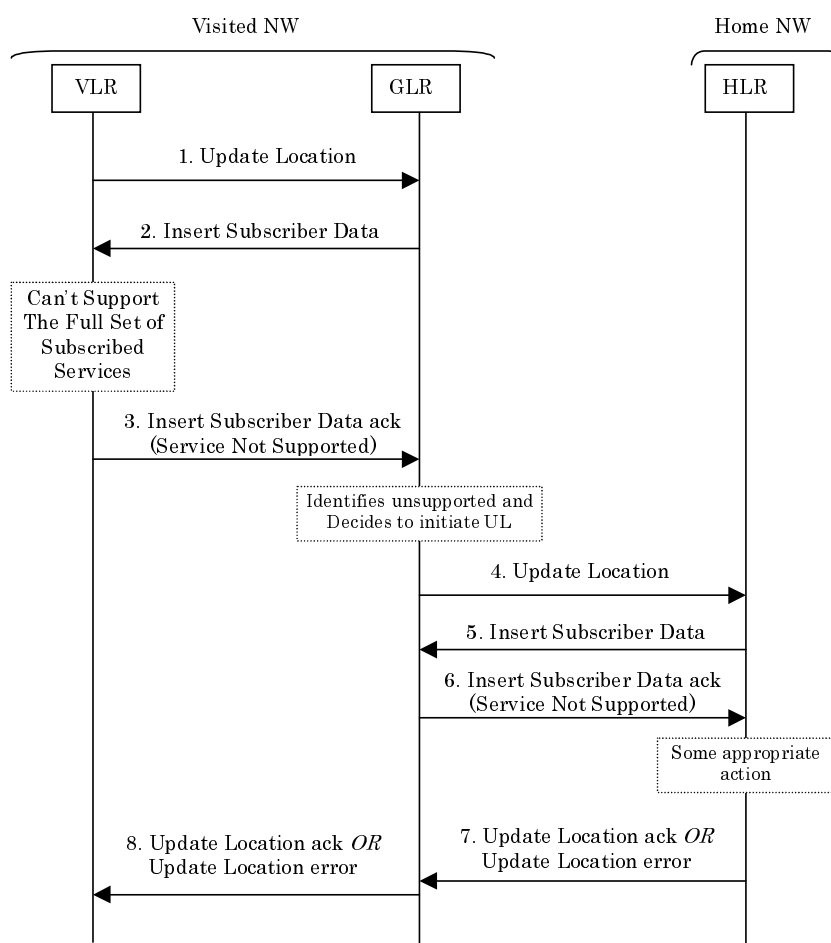 Visited NW
Home NW
VLR
GLR
HLR
1. Update Location
2. Insert Subscriber Data
Can't Support
The Full Set of
Subscribed
Services
3. Insert Subscriber Data ack
(Service Not Supported)
Identifies unsupported and
Decides to initiate UL
4. Update Location
5. Insert Subscriber Data
6. Insert Subscriber Data ack
(Service Not Supported)
Some appropriate
action
7. Update Location ack OR
Update Location error
8. Update Location ack OR
Update Location error